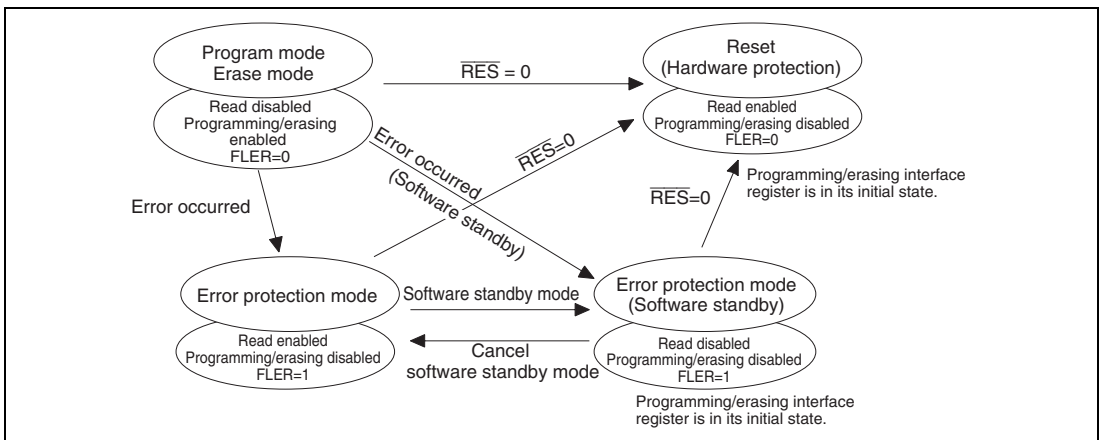 Program mode
Erase mode
Read disabled
Programming/erasing
enabled
FLER=0
RES = 0
Reset
(Hardware protection)
Read enabled
Programming/erasing disabled
FLER=0
Programming/erasing interface
register is in its initial state.
Error occurred
(Software standby)
RES=0
RES=0
Error occurred
Error protection mode
Read enabled
Programming/erasing disabled
FLER=1
Software standby mode
Cancel
software standby mode
Error protection mode
(Software standby)
Read disabled
Programming/erasing disabled
FLER=1
Programming/erasing interface
register is in its initial state.